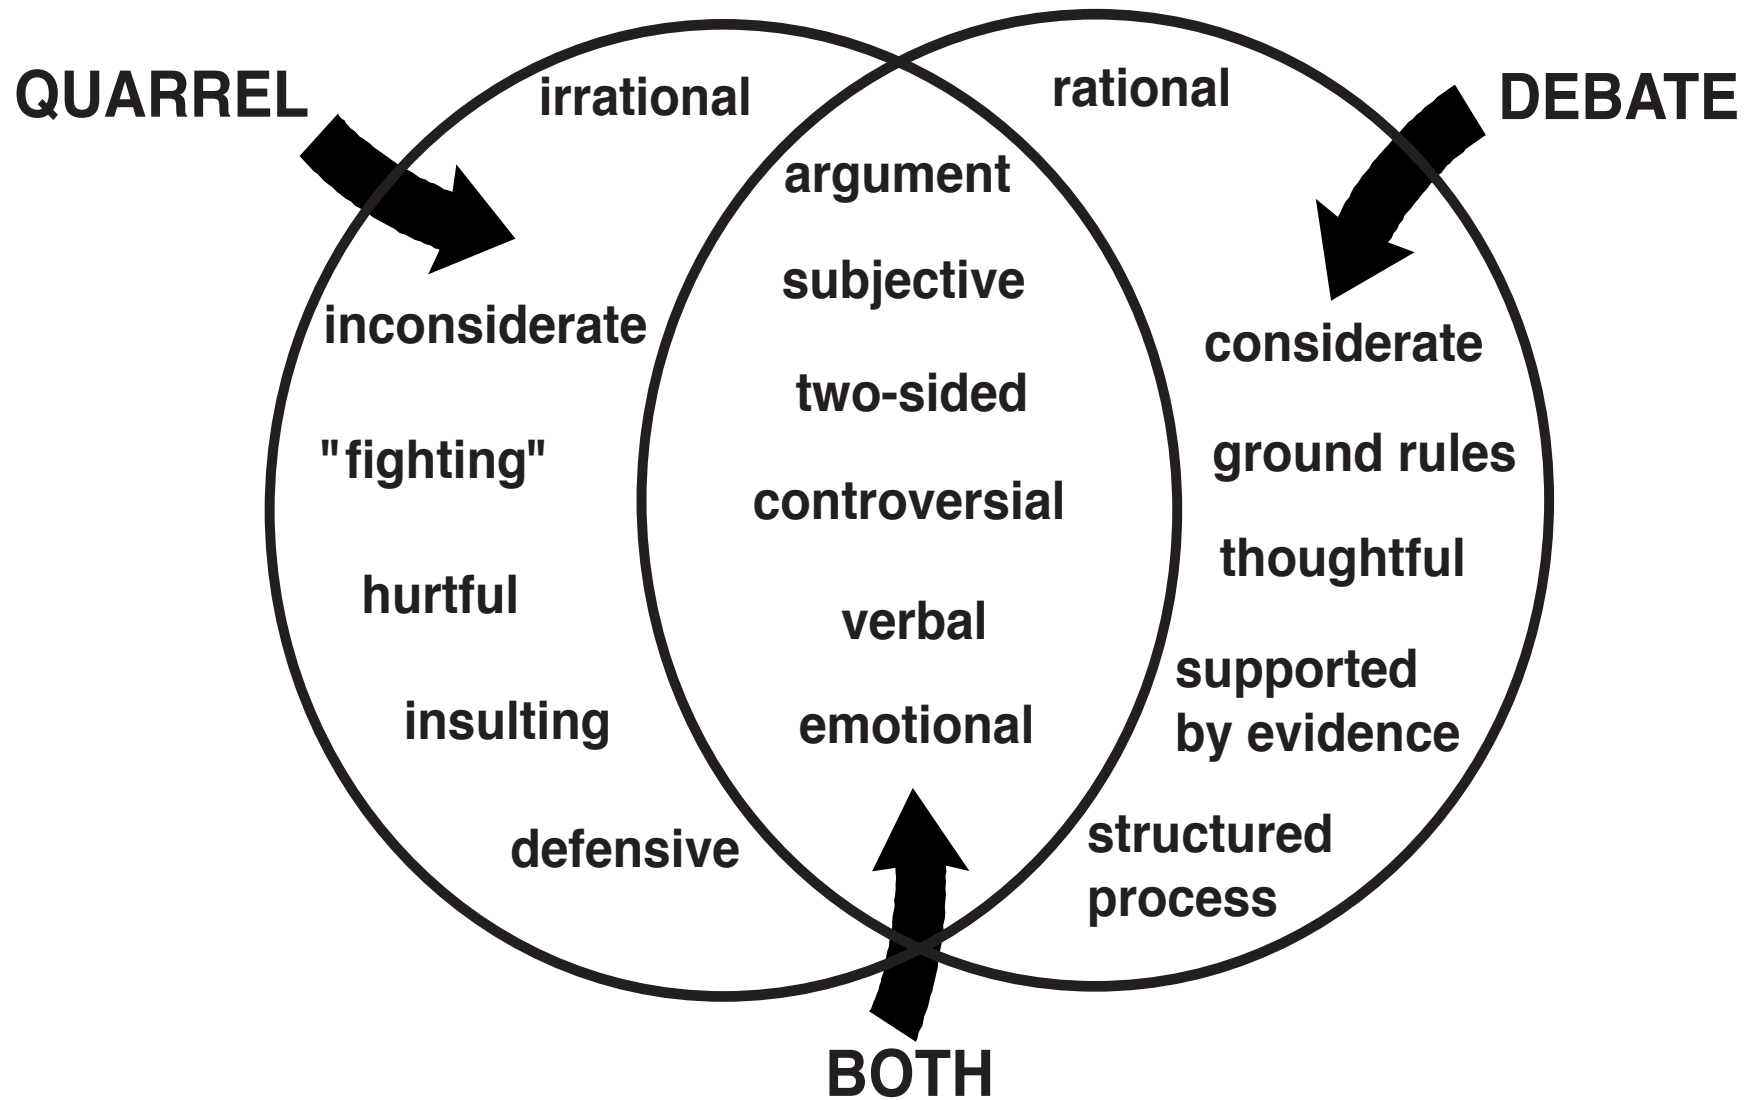 QUARREL
irrational
inconsiderate
"fighting"
hurtful
insulting
defensive
argument
subjective
two-sided
controversial
verbal
emotional
BOTH
DEBATE
rational
considerate
ground rules
thoughtful
supported
by evidence
structured
process